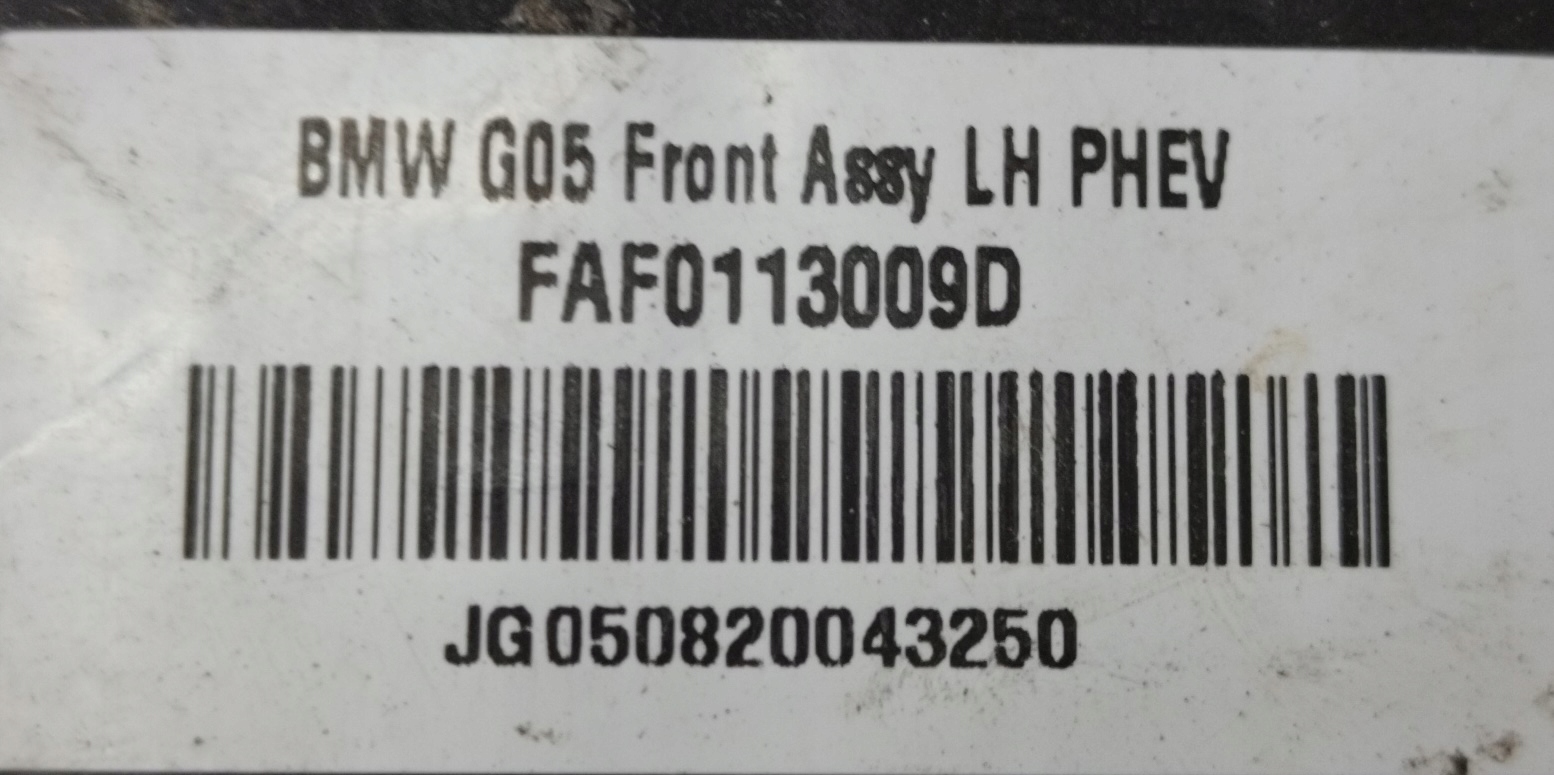 BMW G05 Front Assy LH PHEV
FAF0113009D
JG050820043250